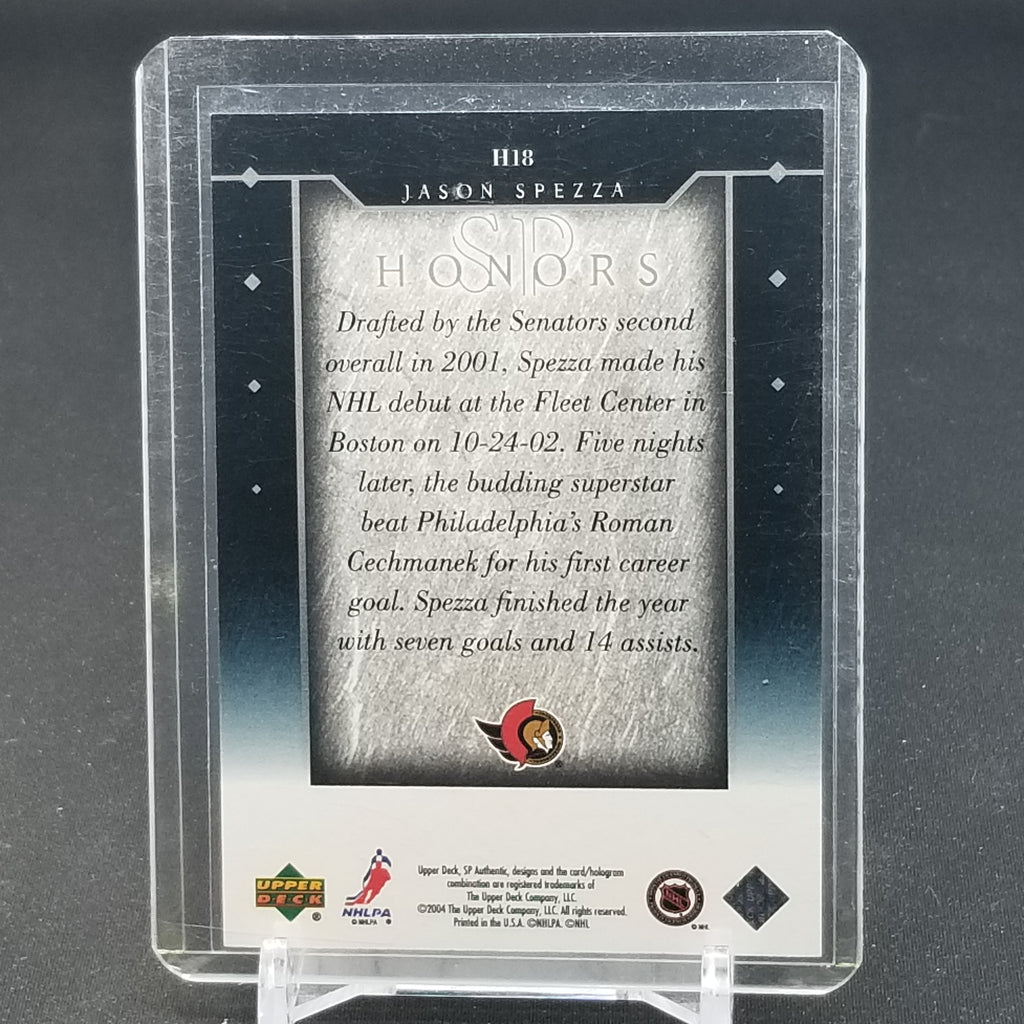 H18
JASON SPEZZA
SP
HONORS
Drafted by the Senators second
overall in 2001, Spezza made his
NHL debut at the Fleet Center in
Boston on 10-24-02. Five nights
later, the budding superstar
beat Philadelphia's Roman
Cechmanek for his first career
goal. Spezza finished the year
with seven goals and 14 assists.
®
UPPER
DECK
®
NHLPA
© NHLPA ®
Upper Deck, SP Authentic, designs and the card/hologram
combination are registered trademarks of
The Upper Deck Company, LLC.
©2004 The Upper Deck Company, LLC. All rights reserved.
Printed in the U.S.A. ©NHLPA. ©NHL
NHL
© NHL